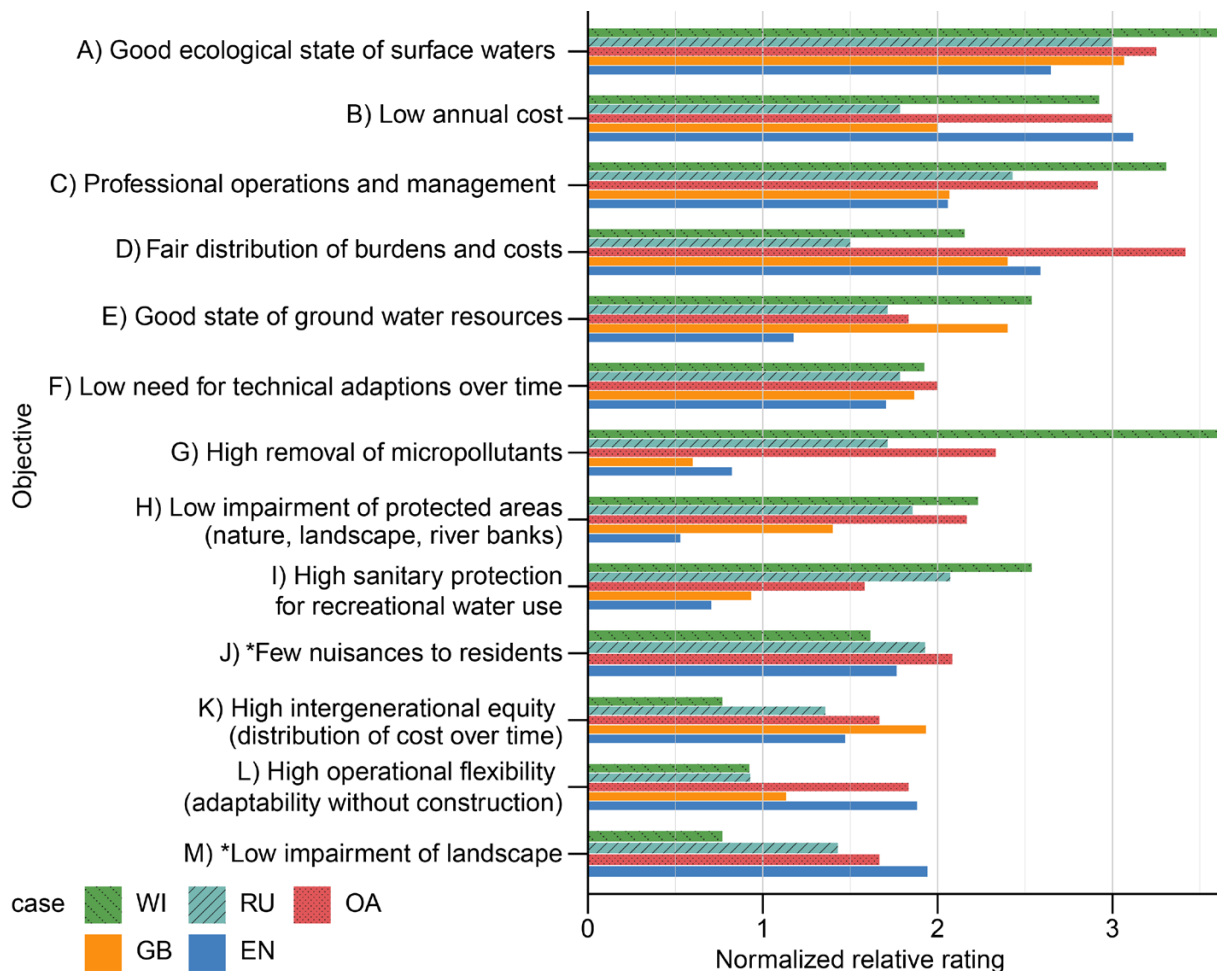 A) Good ecological state of surface waters
B) Low annual cost
C) Professional operations and management
D) Fair distribution of burdens and costs
E) Good state of ground water resources
F) Low need for technical adaptions over time
G) High removal of micropollutants
H) Low impairment of protected areas
(nature, landscape, river banks)
I) High sanitary protection
for recreational water use
J) *Few nuisances to residents
K) High intergenerational equity
(distribution of cost over time)
L) High operational flexibility
(adaptability without construction)
M) *Low impairment of landscape
Objective
0 1 2 3
Normalized relative rating
case WI RU OA
GB EN